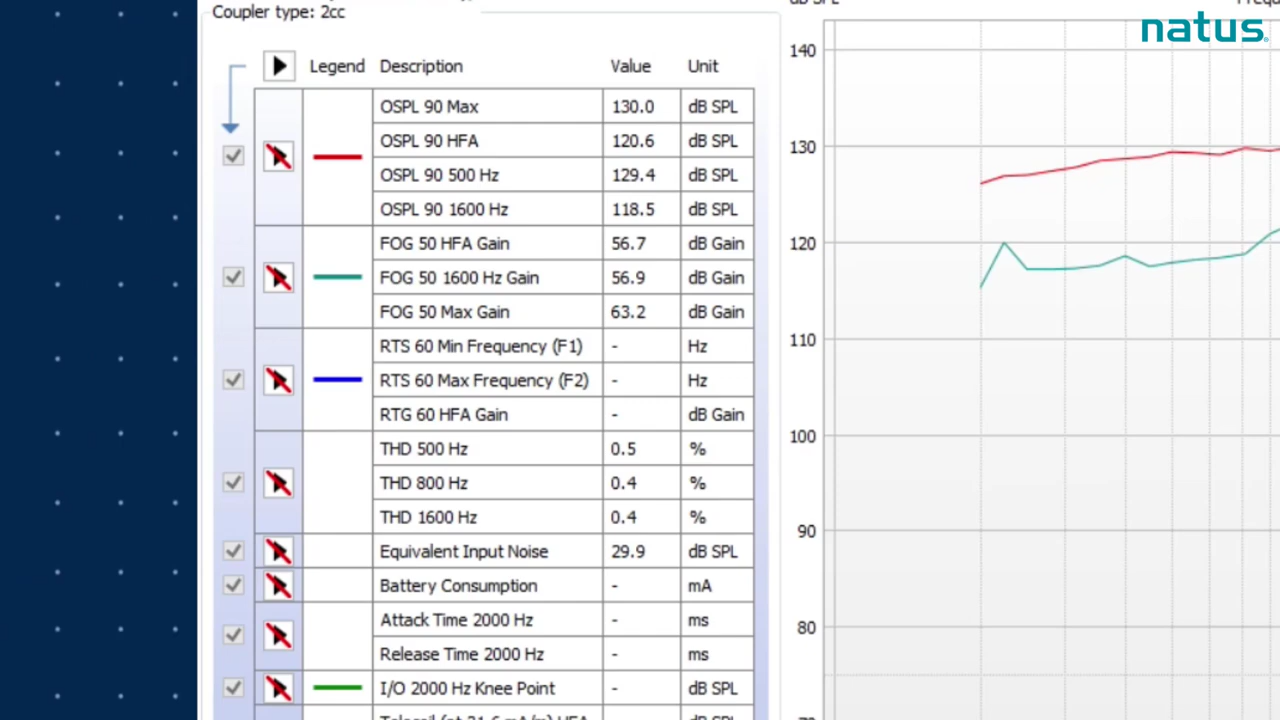 Coupler type: 2cc
dB SPL
natus
Legend Description Value Unit
OSPL 90 Max 130.0 dB SPL
OSPL 90 HFA 120.6 dB SPL
OSPL 90 500 Hz 129.4 dB SPL
OSPL 90 1600 Hz 118.5 dB SPL
FOG 50 HFA Gain 56.7 dB Gain
FOG 50 1600 Hz Gain 56.9 dB Gain
FOG 50 Max Gain 63.2 dB Gain
RTS 60 Min Frequency (F1) - Hz
RTS 60 Max Frequency (F2) - Hz
RTG 60 HFA Gain - dB Gain
THD 500 Hz 0.5 %
THD 800 Hz 0.4 %
THD 1600 Hz 0.4 %
Equivalent Input Noise 29.9 dB SPL
Battery Consumption - mA
Attack Time 2000 Hz - ms
Release Time 2000 Hz - ms
I/O 2000 Hz Knee Point - dB SPL
140
130
120
110
100
90
80